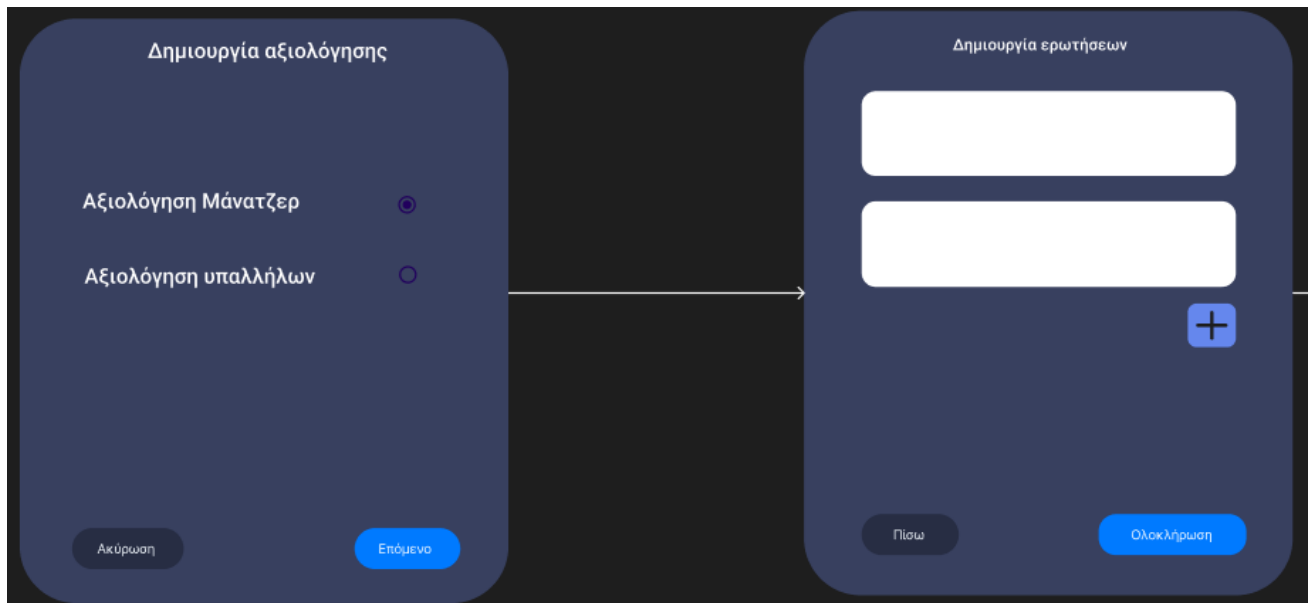 Δημιουργία αξιολόγησης
Αξιολόγηση Μάνατζερ
Αξιολόγηση υπαλλήλων
Ακύρωση
Επόμενο
Δημιουργία ερωτήσεων
Πίσω
Ολοκλήρωση